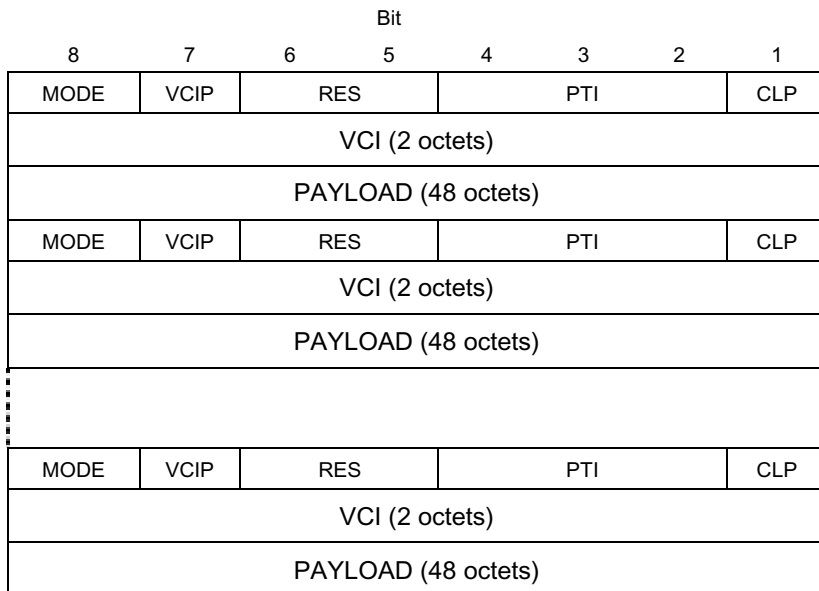 Bit
8 7 6 5 4 3 2 1
MODE VCIP RES PTI CLP
VCI (2 octets)
PAYLOAD (48 octets)
MODE VCIP RES PTI CLP
VCI (2 octets)
PAYLOAD (48 octets)
MODE VCIP RES PTI CLP
VCI (2 octets)
PAYLOAD (48 octets)